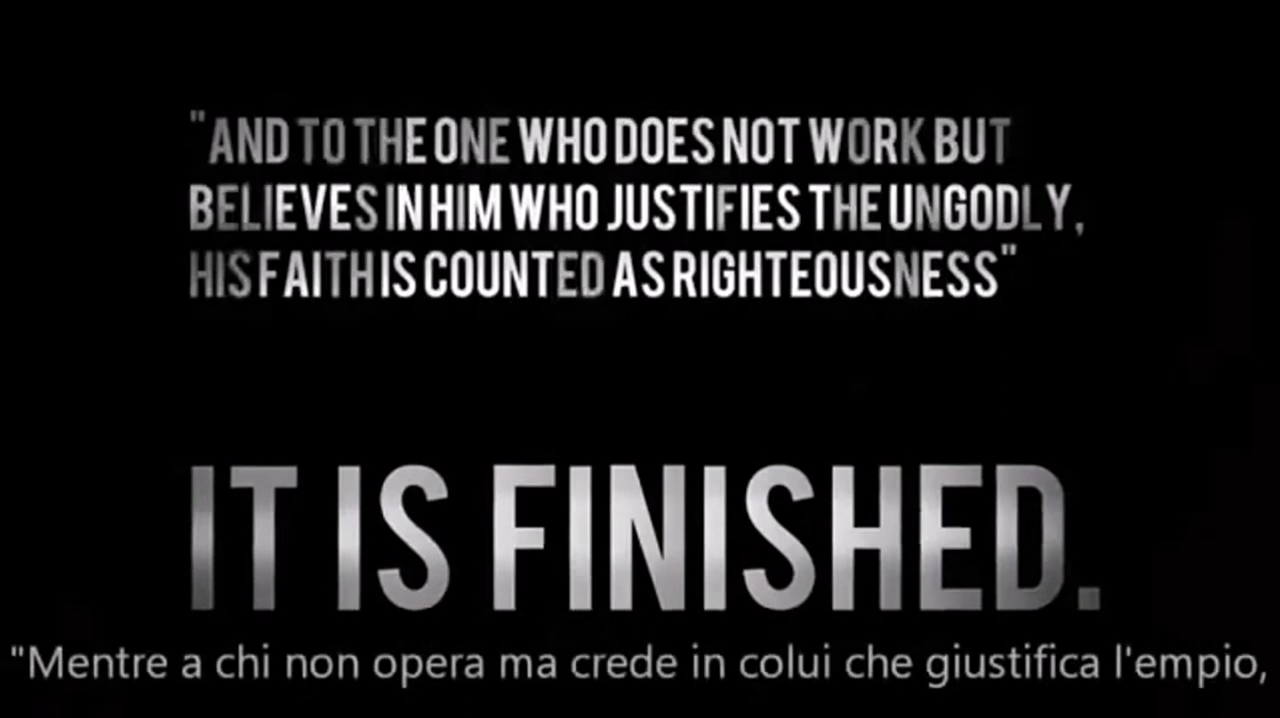 "AND TO THE ONE WHO DOES NOT WORK BUT
BELIEVES IN HIM WHO JUSTIFIES THE UNGODLY,
HIS FAITH IS COUNTED AS RIGHTEOUSNESS"
IT IS FINISHED.
"Mentre a chi non opera ma crede in colui che giustifica l'empio,